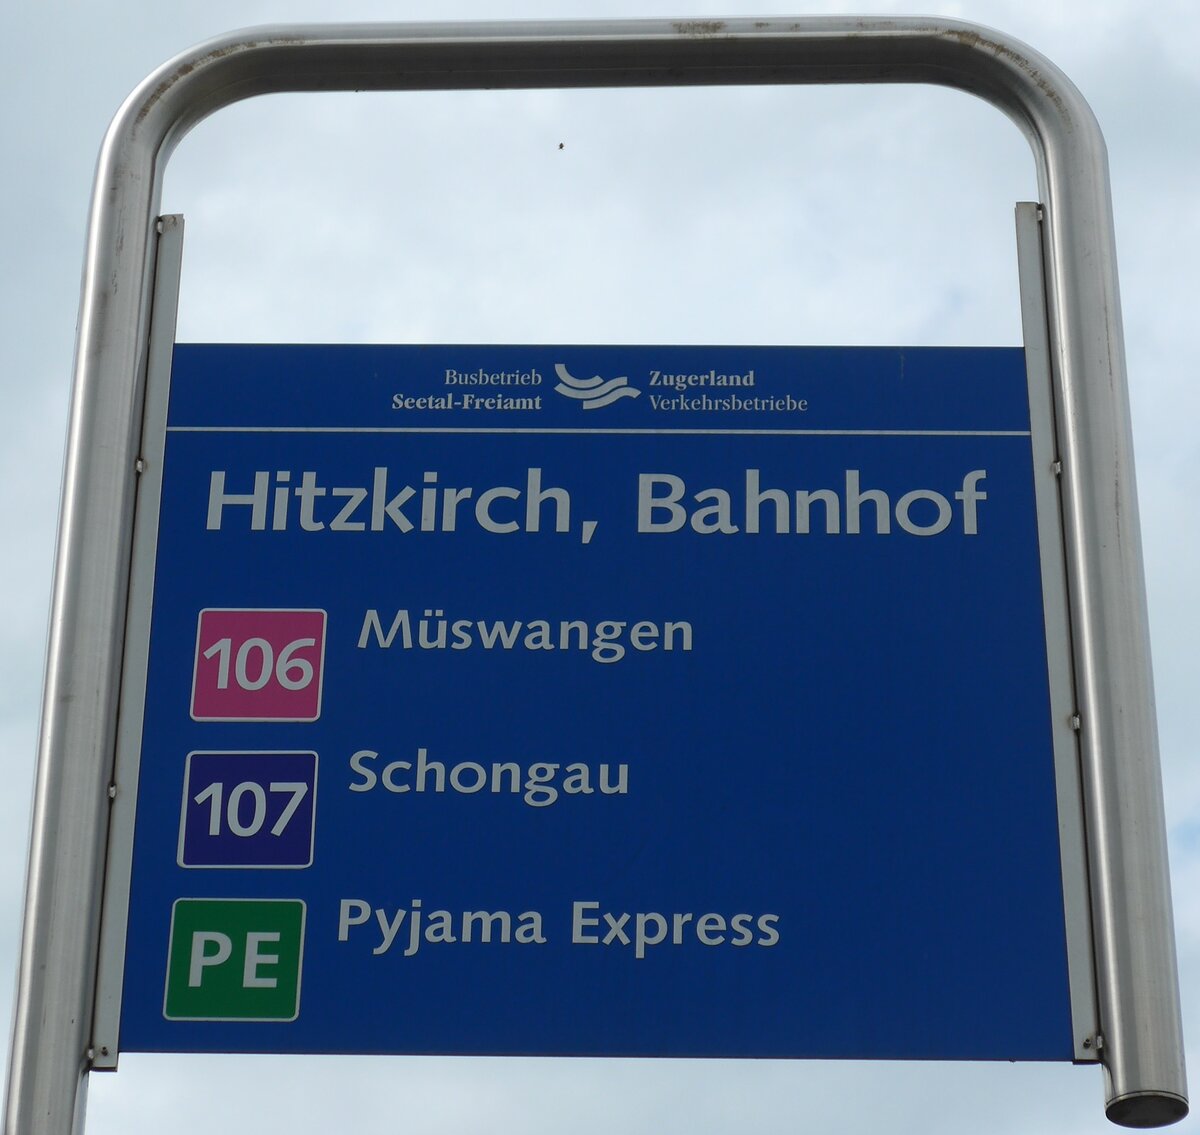 Busbetrieb
Seetal-Freiamt
Zugerland
Verkehrsbetriebe
Hitzkirch, Bahnhof
106 Müswangen
107 Schongau
PE Pyjama Express